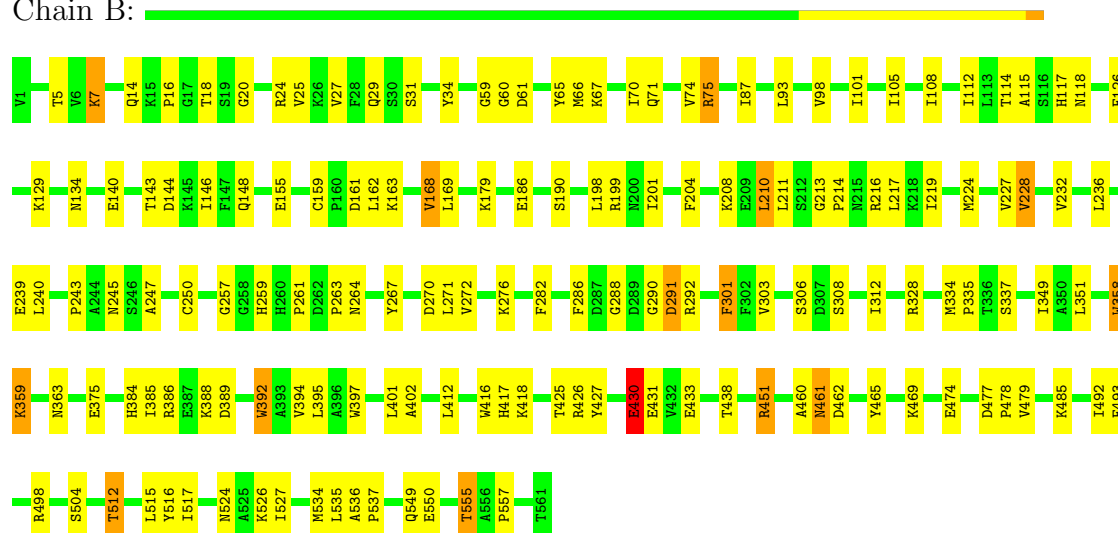 Chain B:
V1 T5 V6 K7 Q14 K15 P16 G17 T18 S19 G20 R24 V25 K26 V27 F28 Q29 S30 S31 Y34 G59 G60 D61 Y65 M66 K67 I70 Q71 V74 R75 I87 L93 V98 I101 I105 I108 I112 L113 T114 A115 S116 H117 N118
K129 N134 E140 T143 D144 K145 I146 F147 Q148 E155 C159 P160 D161 L162 K163 V168 L169 K179 E186 S190 L198 R199 N200 I201 F204 K208 E209 L210 L211 S212 G213 P214 N215 R216 L217 K218 I219 M224 V227 V228 V232 L236
E239 L240 P243 A244 N245 S246 A247 C250 G257 G258 H259 H260 P261 D262 P263 N264 Y267 D270 L271 V272 K276 F282 F286 D287 G288 D289 G290 D291 R292 F301 F302 V303 S306 D307 S308 I312 R328 M334 P335 T336 S337 I349 A350 L351 W358
K359 N363 E375 H384 I385 R386 E387 K388 D389 W392 A393 V394 L395 A396 W397 L401 A402 L412 W416 H417 K418 T425 R426 Y427 E430 E431 V432 E433 T438 R451 A460 N461 D462 Y465 K469 E474 D477 P478 V479 K485 I492
R498 S504 T512 L515 Y516 I517 N524 A525 K526 I527 M534 L535 A536 P537 Q549 E550 T555 A556 P557 T561